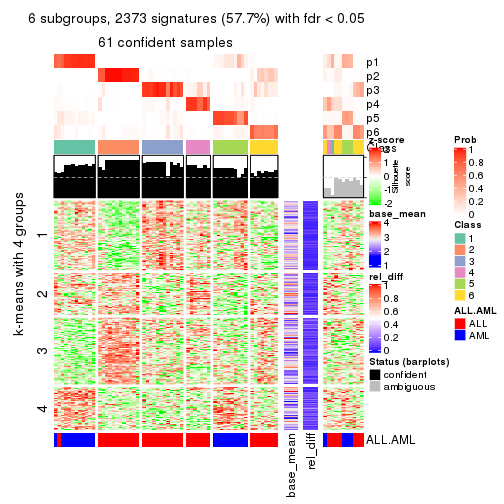 6 subgroups, 2373 signatures (57.7%) with fdr < 0.05
61 confident samples
p1
p2
p3
p4
p5
p6
Class
Silhouette
score
k-means with 4 groups
1
2
3
4
base_mean
rel_diff
ALL.AML
z-score
2
1
0
-1
-2
base_mean
4
3
2
1
rel_diff
1
0.8
0.6
0.4
0.2
0
Status (barplots)
confident
ambiguous
Prob
1
0.8
0.6
0.4
0.2
0
Class
1
2
3
4
5
6
ALL.AML
ALL
AML